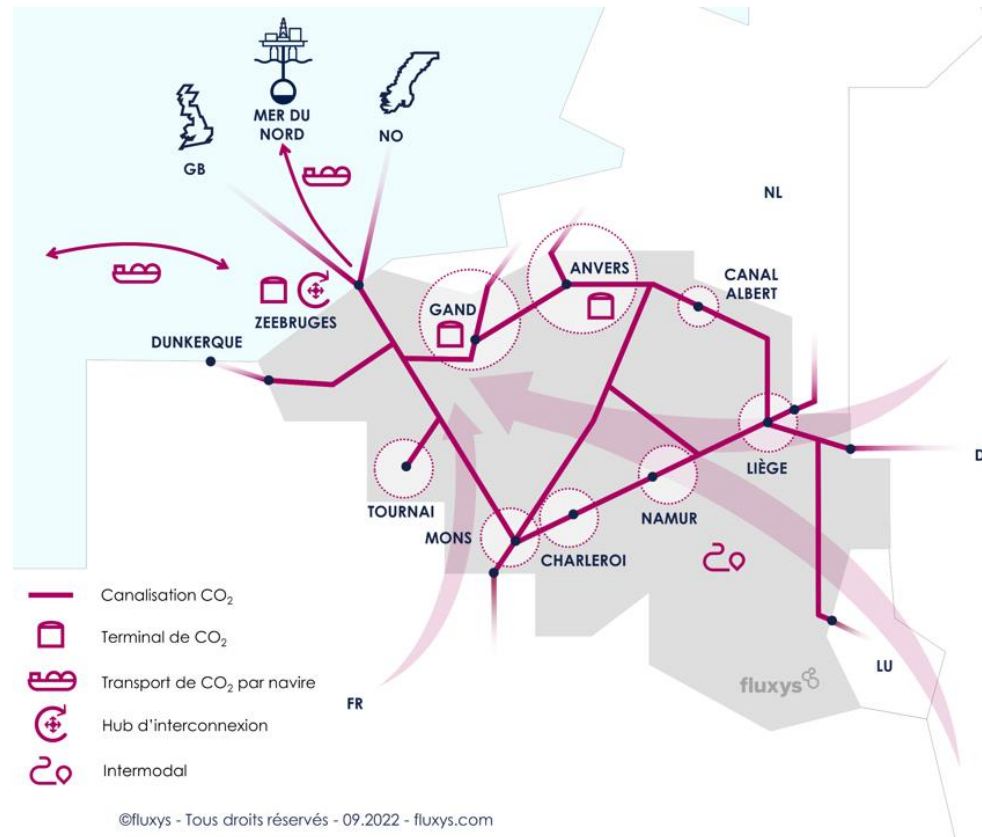 MER DU
NORD
NO
GB
NL
ANVERS
CANAL
ALBERT
GAND
ZEEBRUGES
DUNKERQUE
D
LIÈGE
TOURNAI
NAMUR
MONS
CHARLEROI
Canalisation CO₂
Terminal de CO₂
LU
fluxys
Transport de CO₂ par navire
FR
Hub d'interconnexion
Intermodal
©fluxys - Tous droits réservés - 09.2022 - fluxys.com